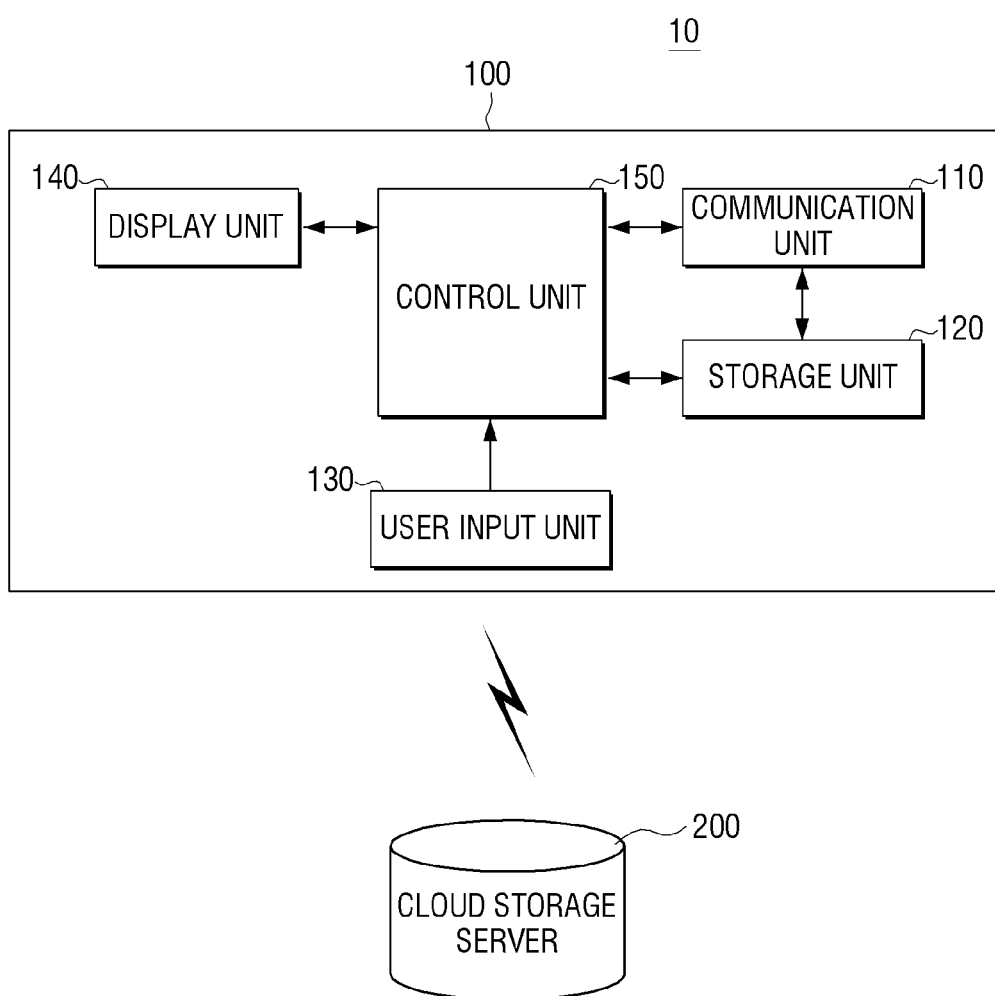 10
100
140
150
110
DISPLAY UNIT
CONTROL UNIT
COMMUNICATION
UNIT
120
STORAGE UNIT
130
USER INPUT UNIT
200
CLOUD STORAGE
SERVER